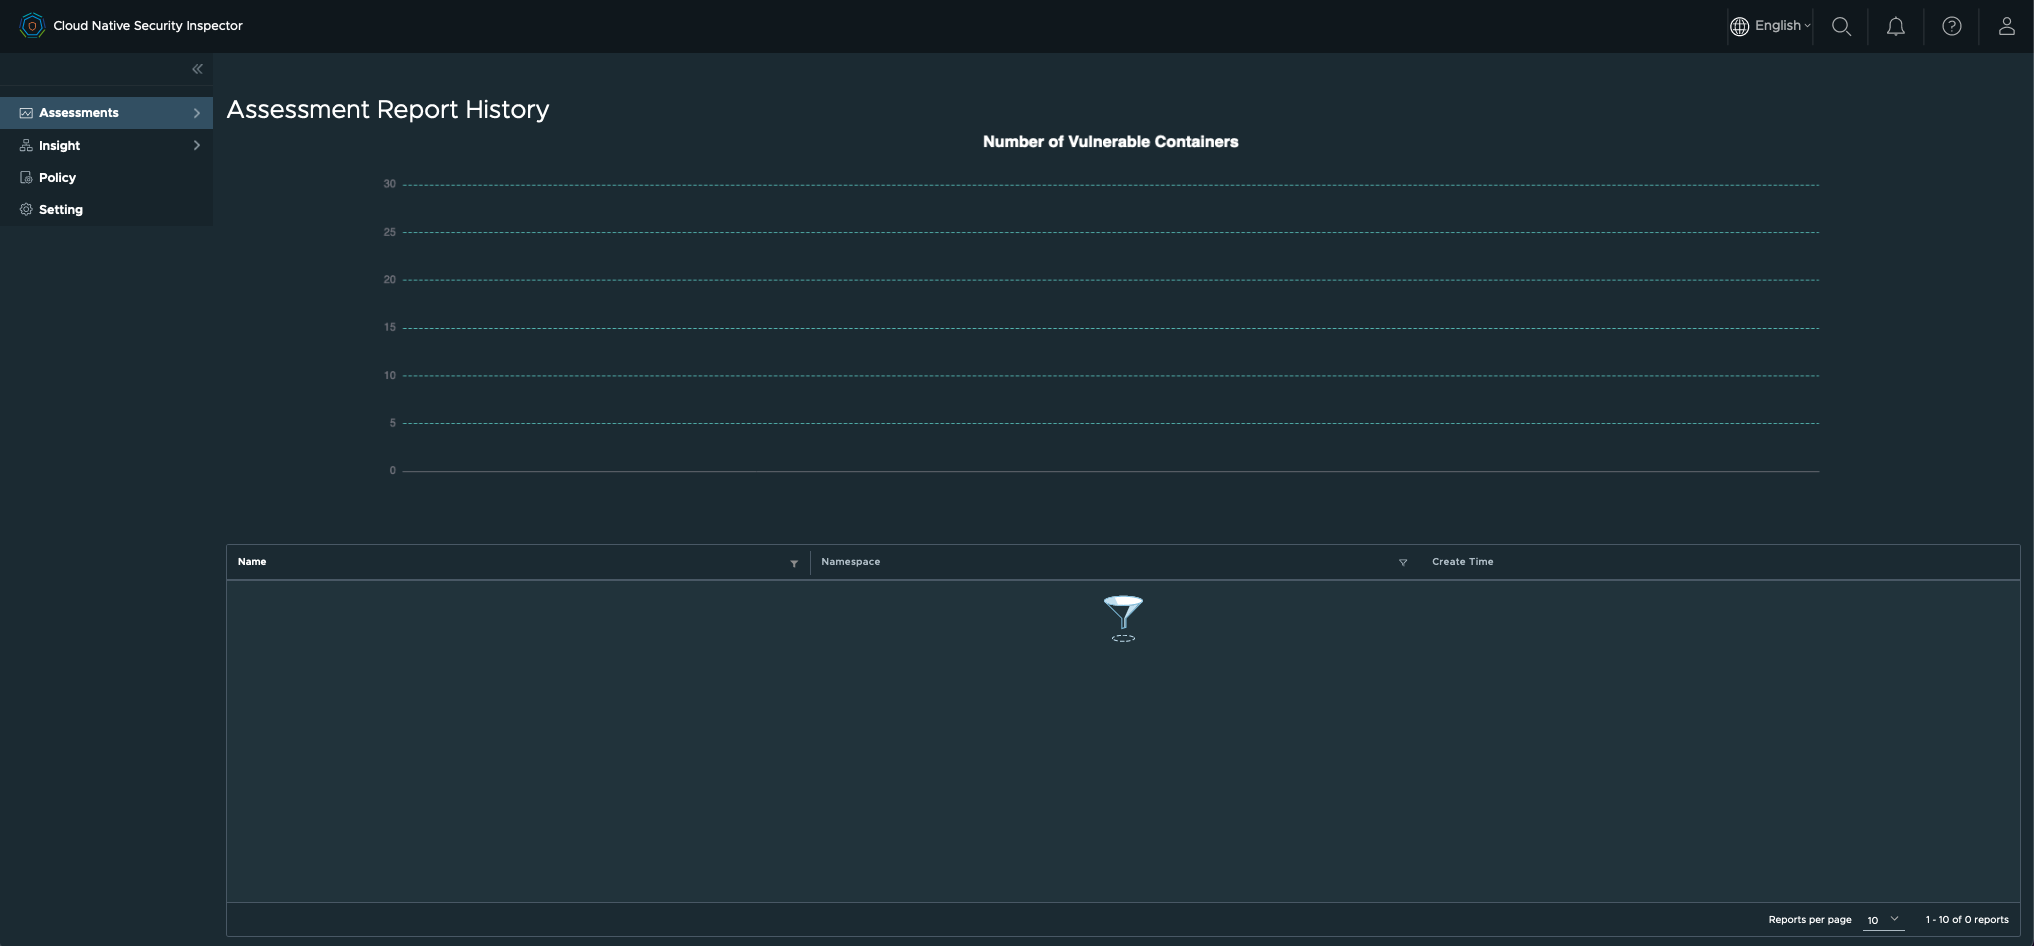 Cloud Native Security Inspector
English
Assessments
Insight
Policy
Setting
Assessment Report History
Number of Vulnerable Containers
30
25
20
15
10
5
0
Name
Namespace
Create Time
Reports per page
10
1 - 10 of 0 reports